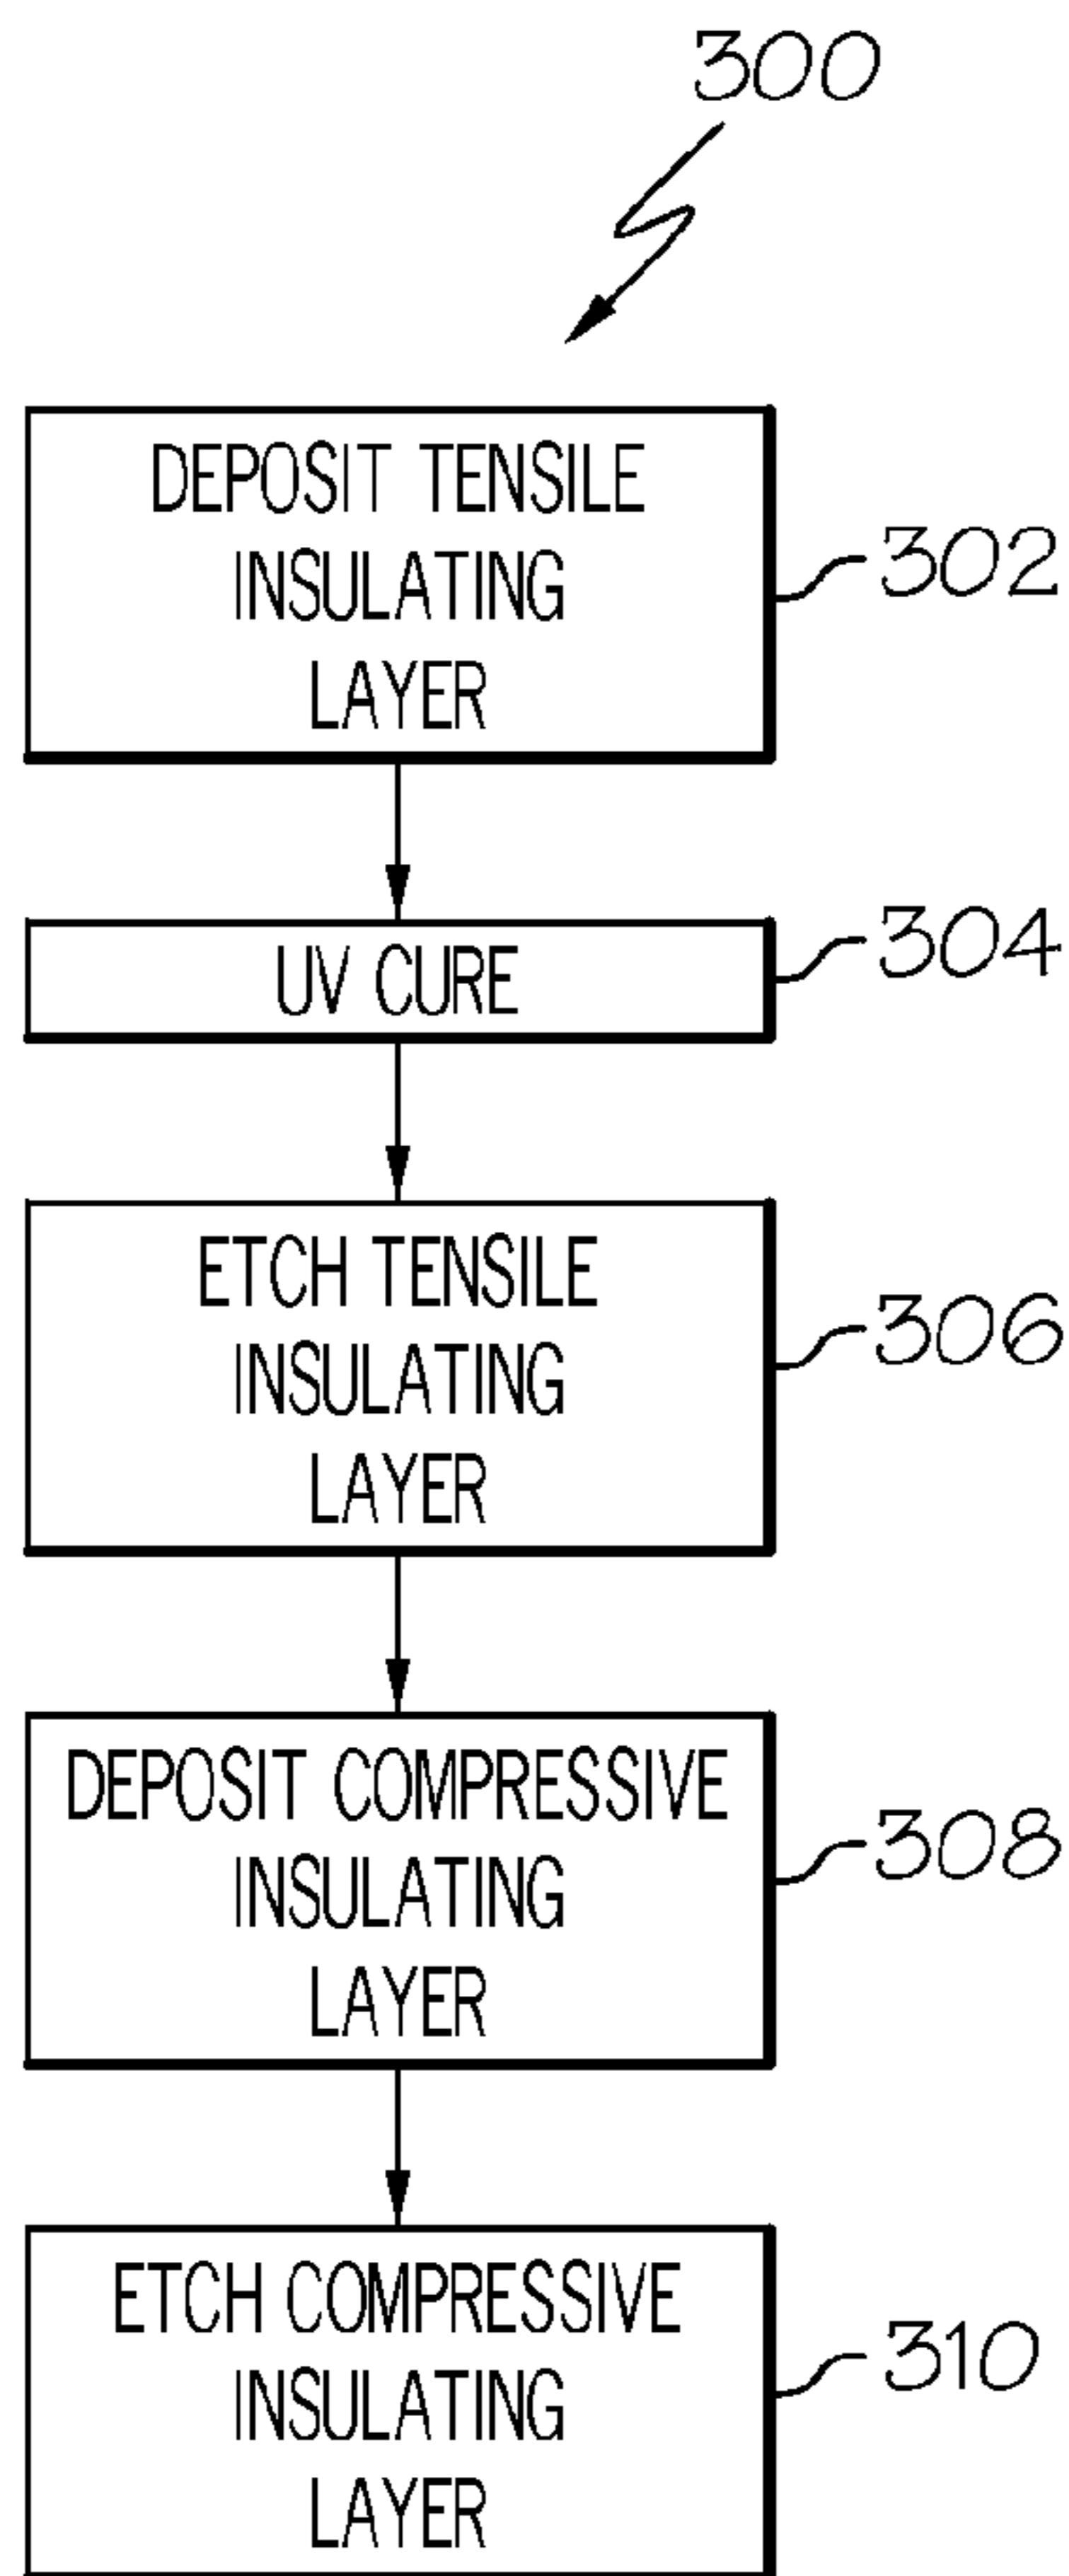 300
DEPOSIT TENSILE
INSULATING
LAYER
302
UV CURE
304
ETCH TENSILE
INSULATING
LAYER
306
DEPOSIT COMPRESSIVE
INSULATING
LAYER
308
ETCH COMPRESSIVE
INSULATING
LAYER
310